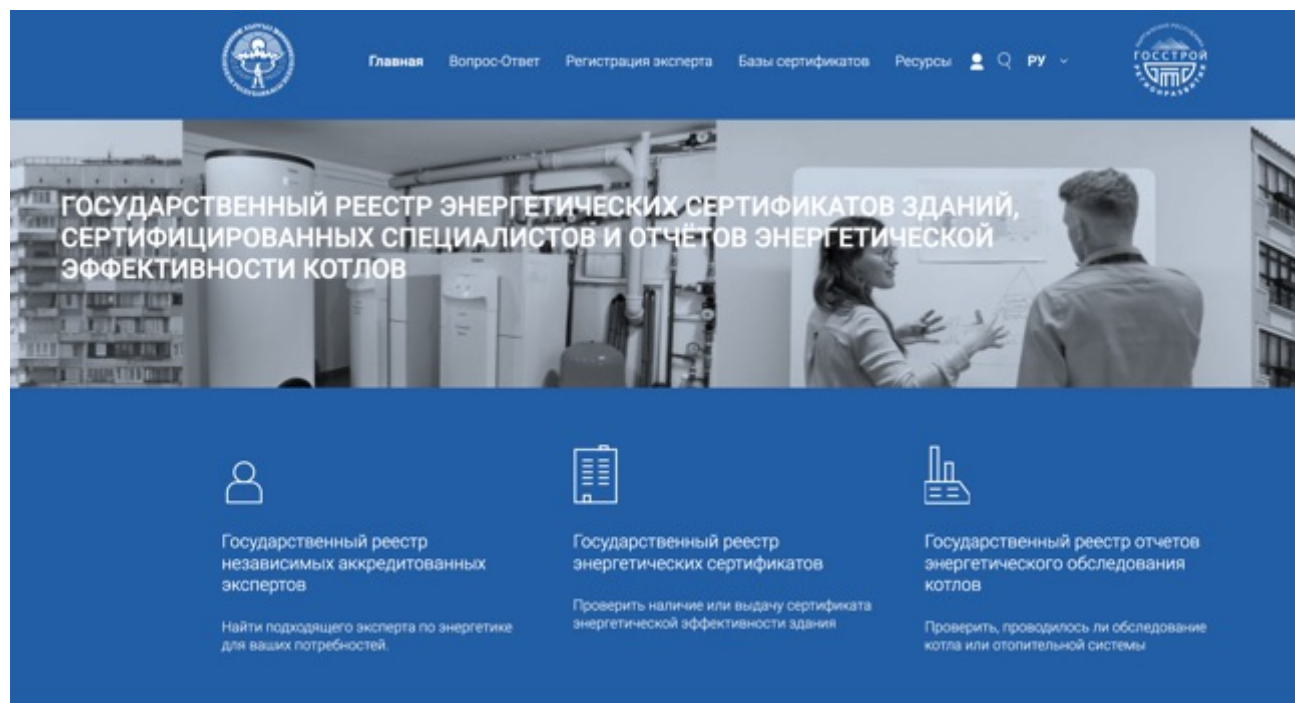 Главная Вопрос-Ответ Регистрация эксперта Базы сертификатов Ресурсы РУ
ГОССТРОЙ
ГОСУДАРСТВЕННЫЙ РЕЕСТР ЭНЕРГЕТИЧЕСКИХ СЕРТИФИКАТОВ ЗДАНИЙ,
СЕРТИФИЦИРОВАННЫХ СПЕЦИАЛИСТОВ И ОТЧЁТОВ ЭНЕРГЕТИЧЕСКОЙ
ЭФФЕКТИВНОСТИ КОТЛОВ
Государственный реестр
независимых аккредитованных
экспертов
Найти подходящего эксперта по энергетике
для ваших потребностей.
Государственный реестр
энергетических сертификатов
Проверить наличие или выдачу сертификата
энергетической эффективности здания
Государственный реестр отчетов
энергетического обследования
котлов
Проверить, проводилось ли обследование
котла или отопительной системы